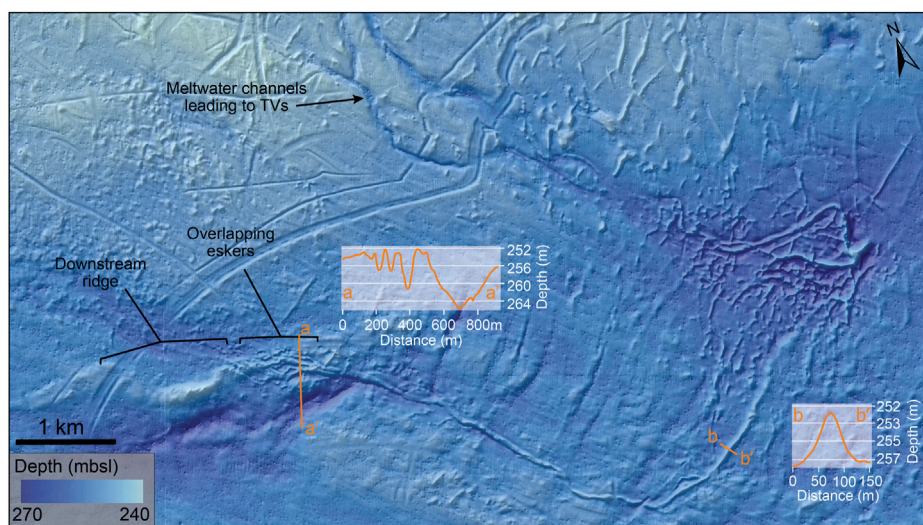 N
Meltwater channels
leading to TVs
Overlapping
eskers
Downstream
ridge
a
a'
a
a'
252
256
260
264
Depth (m)
0
200
400
600
800m
Distance (m)
b
b'
b
b'
252
253
255
257
Depth (m)
0
50
100
150
Distance (m)
1 km
Depth (mbsl)
270
240